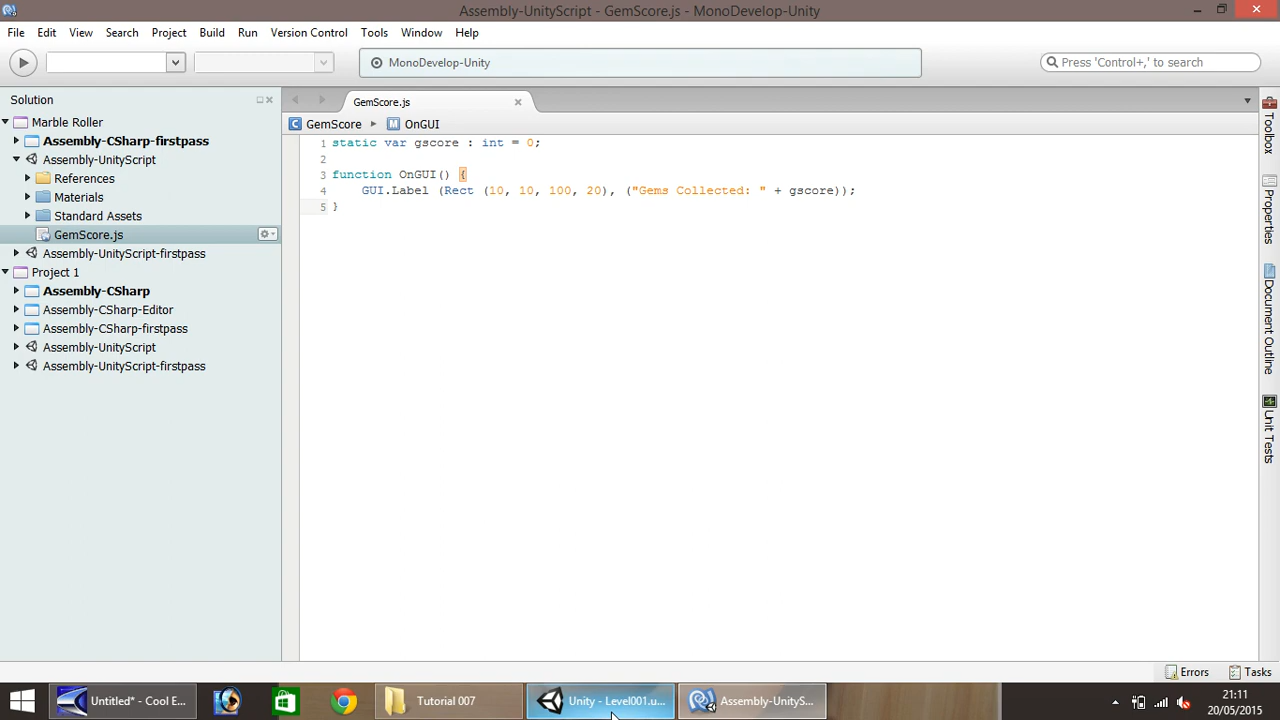 Assembly-UnityScript - GemScore.js - MonoDevelop-Unity
File Edit View Search Project Build Run Version Control Tools Window Help
MonoDevelop-Unity
Press 'Control+,' to search
Solution
GemScore.js
Marble Roller
GemScore OnGUI
Assembly-CSharp-firstpass
Assembly-UnityScript
References
Materials
Standard Assets
GemScore.js
Assembly-UnityScript-firstpass
Project 1
Assembly-CSharp
Assembly-CSharp-Editor
Assembly-CSharp-firstpass
Assembly-UnityScript
Assembly-UnityScript-firstpass
1 static var gscore : int = 0;
2
3 function OnGUI() {
4 GUI.Label (Rect (10, 10, 100, 20), ("Gems Collected: " + gscore));
5 }
Toolbox
Properties
Document Outline
Unit Tests
Errors Tasks
Untitled* - Cool E...
Tutorial 007
Unity - Level001.u...
Assembly-UnityS...
21:11
20/05/2015